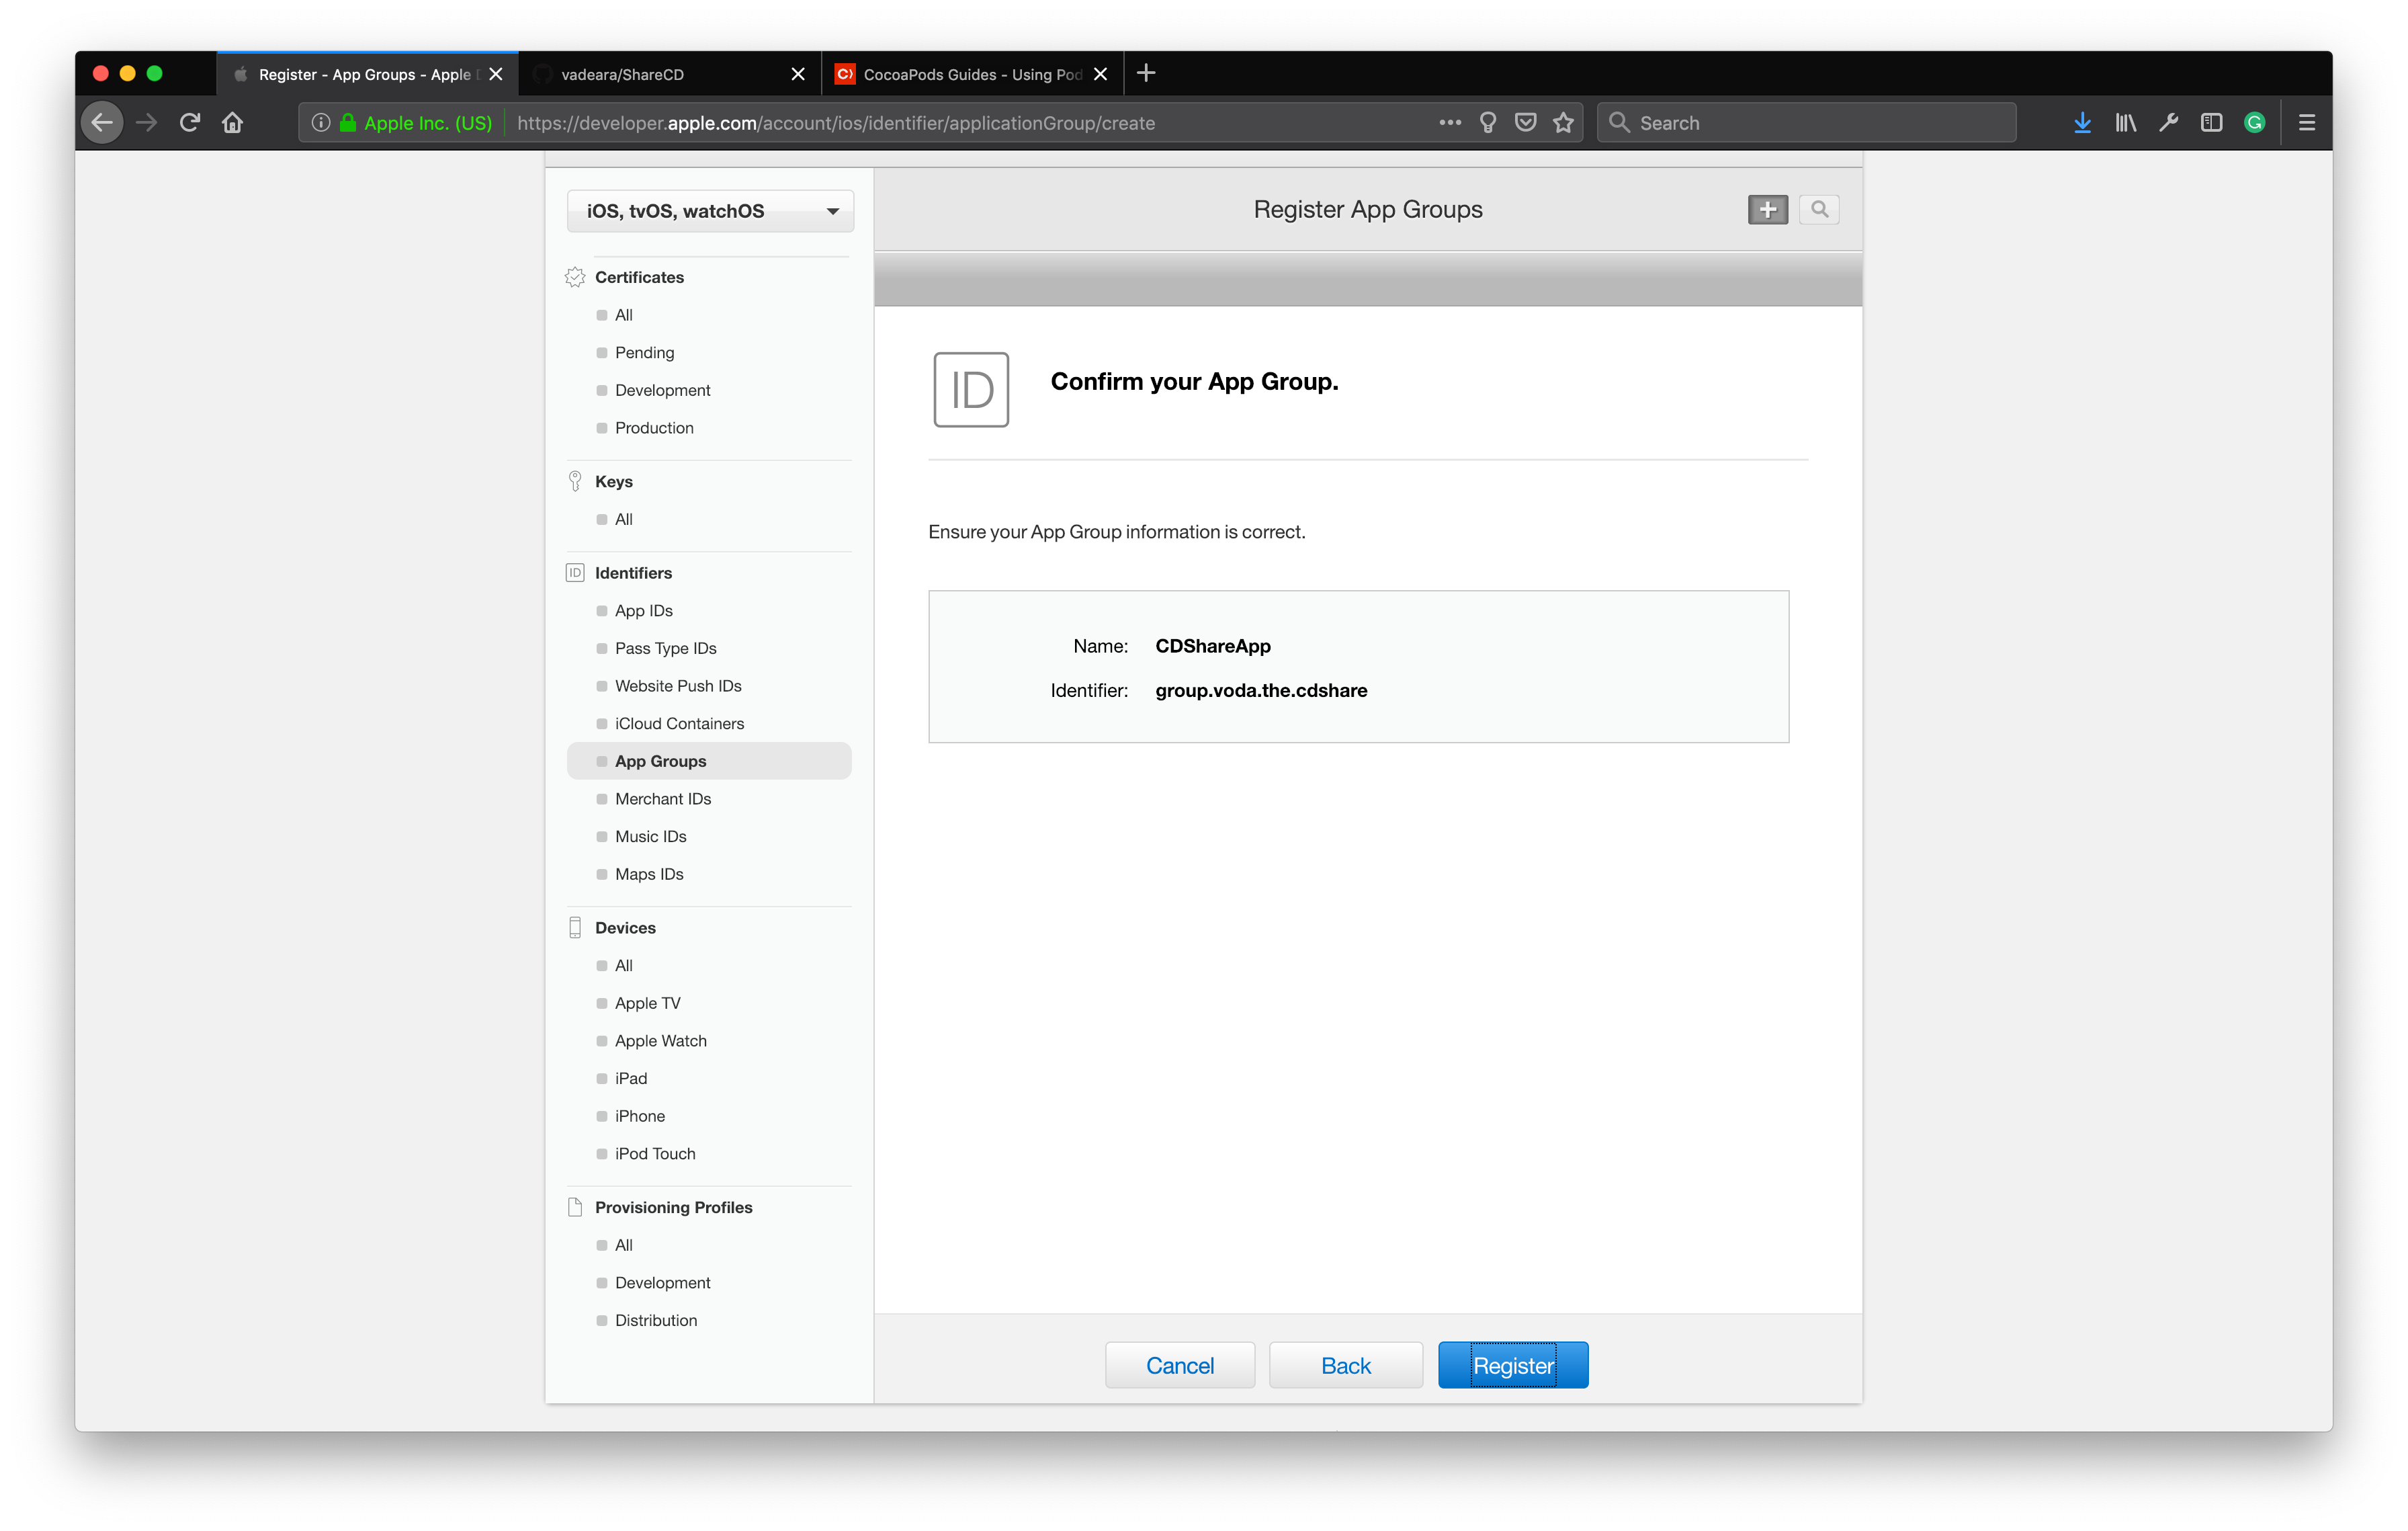 Register - App Groups - Apple D
vadeara/ShareCD
CocoaPods Guides - Using Pod
Apple Inc. (US)
https://developer.apple.com/account/ios/identifier/applicationGroup/create
Search
iOS, tvOS, watchOS
Register App Groups
Certificates
All
Pending
Development
Production
Keys
All
ID
Identifiers
App IDs
Pass Type IDs
Website Push IDs
iCloud Containers
App Groups
Merchant IDs
Music IDs
Maps IDs
Devices
All
Apple TV
Apple Watch
iPad
iPhone
iPod Touch
Provisioning Profiles
All
Development
Distribution
ID
Confirm your App Group.
Ensure your App Group information is correct.
Name: CDShareApp
Identifier: group.voda.the.cdshare
Cancel
Back
Register